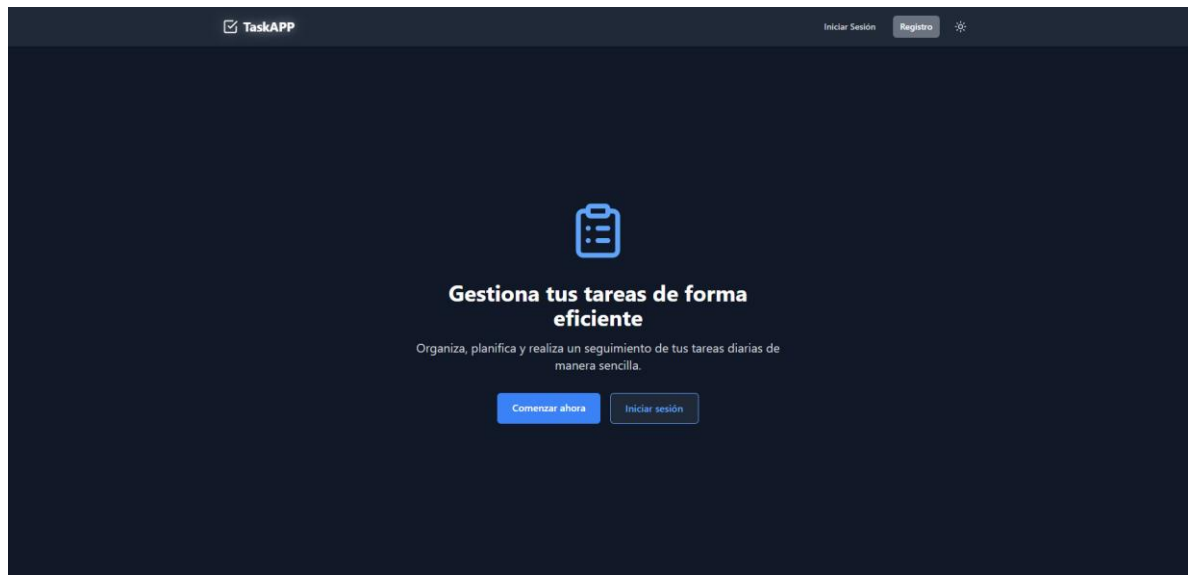 TaskAPP
Iniciar Sesión
Registro
Gestiona tus tareas de forma
eficiente
Organiza, planifica y realiza un seguimiento de tus tareas diarias de
manera sencilla.
Comenzar ahora
Iniciar sesión